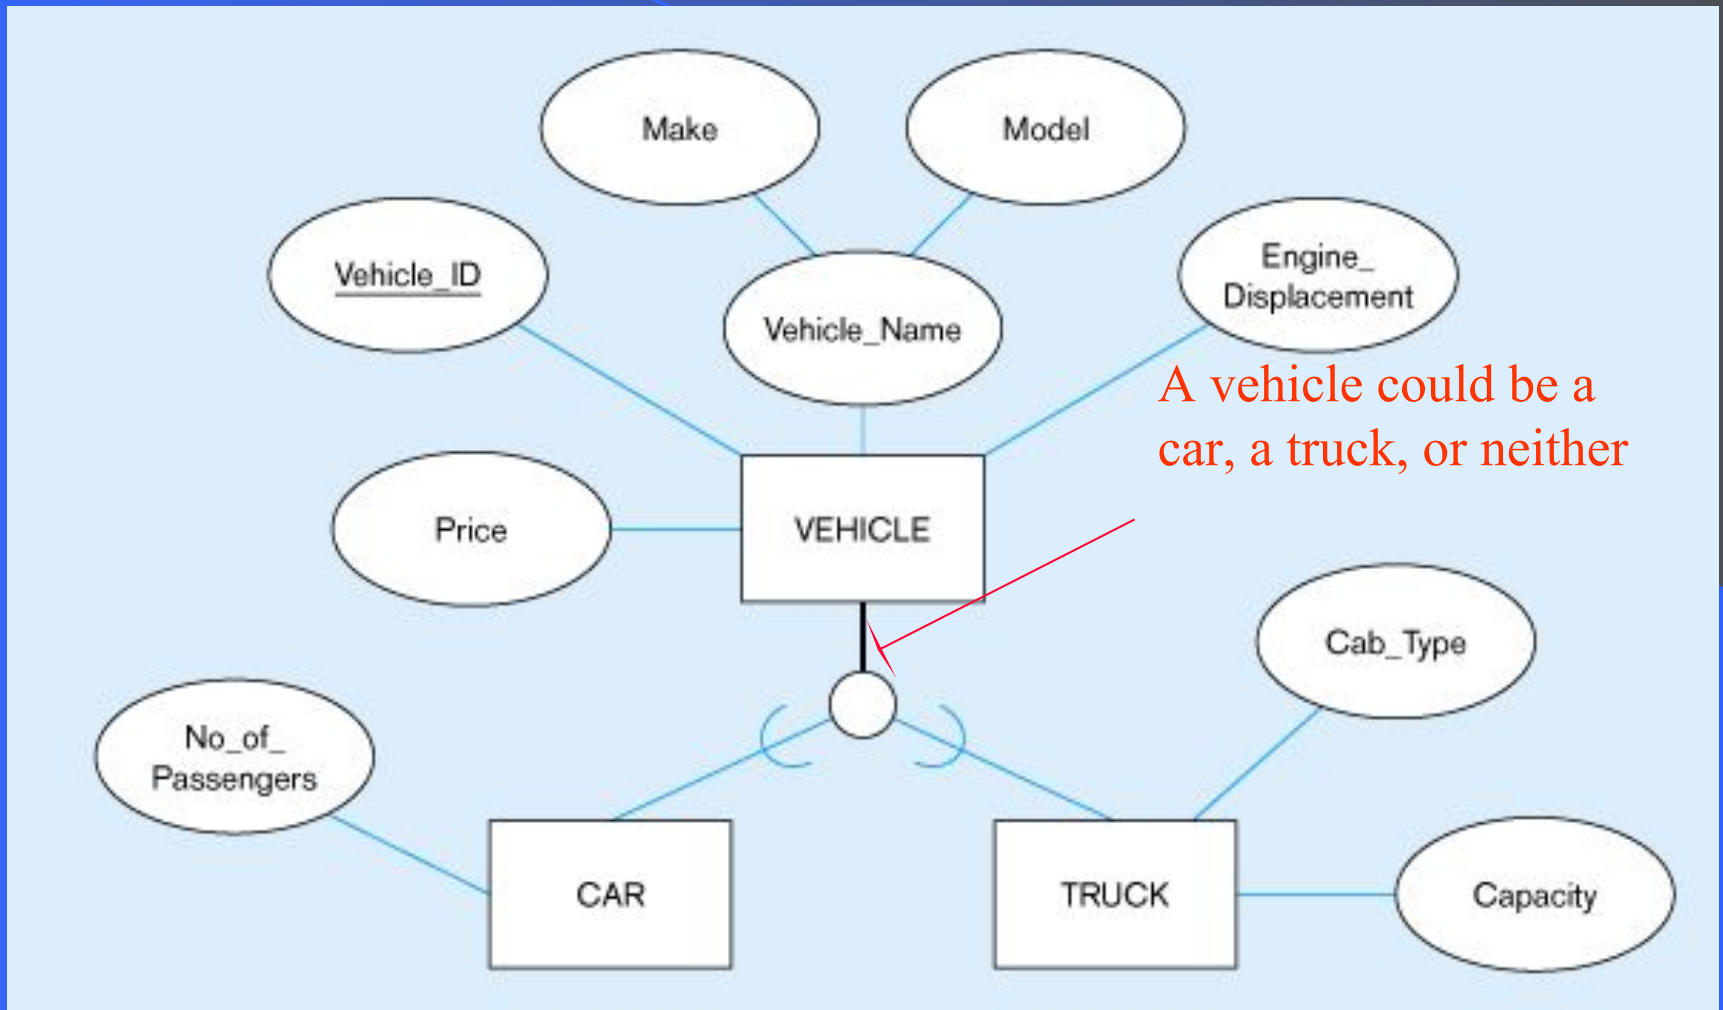 Make
Model
Vehicle_ID
Engine_
Displacement
Vehicle_Name
A vehicle could be a
car, a truck, or neither
Price
VEHICLE
Cab_Type
No_of_
Passengers
CAR
TRUCK
Capacity